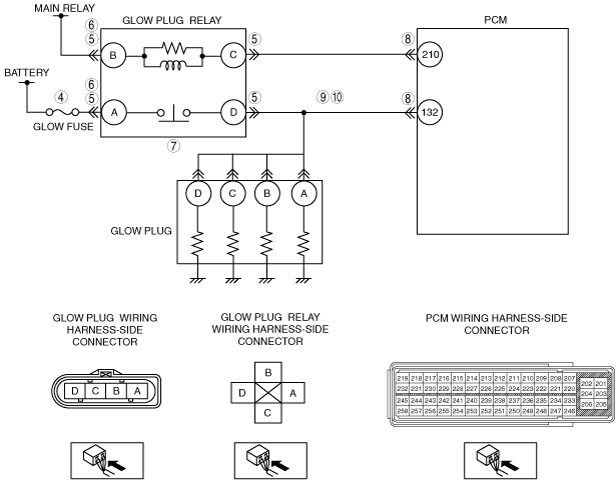 MAIN RELAY
GLOW PLUG RELAY
PCM
6
5
B
C
5
8
210
BATTERY
6
5
4
A
D
5
9 10
8
132
GLOW FUSE
7
D C B A
GLOW PLUG
GLOW PLUG WIRING
HARNESS-SIDE
CONNECTOR
D C B A
GLOW PLUG RELAY
WIRING HARNESS-SIDE
CONNECTOR
B
D A
C
PCM WIRING HARNESS-SIDE
CONNECTOR
219 218 217 216 215 214 213 212 211 210 209 208 207
232 231 230 229 228 227 226 225 224 223 222 221 220
245 244 243 242 241 240 239 238 237 236 235 234 233
258 257 256 255 254 253 252 251 250 249 248 247 246
202 201
204 203
206 205